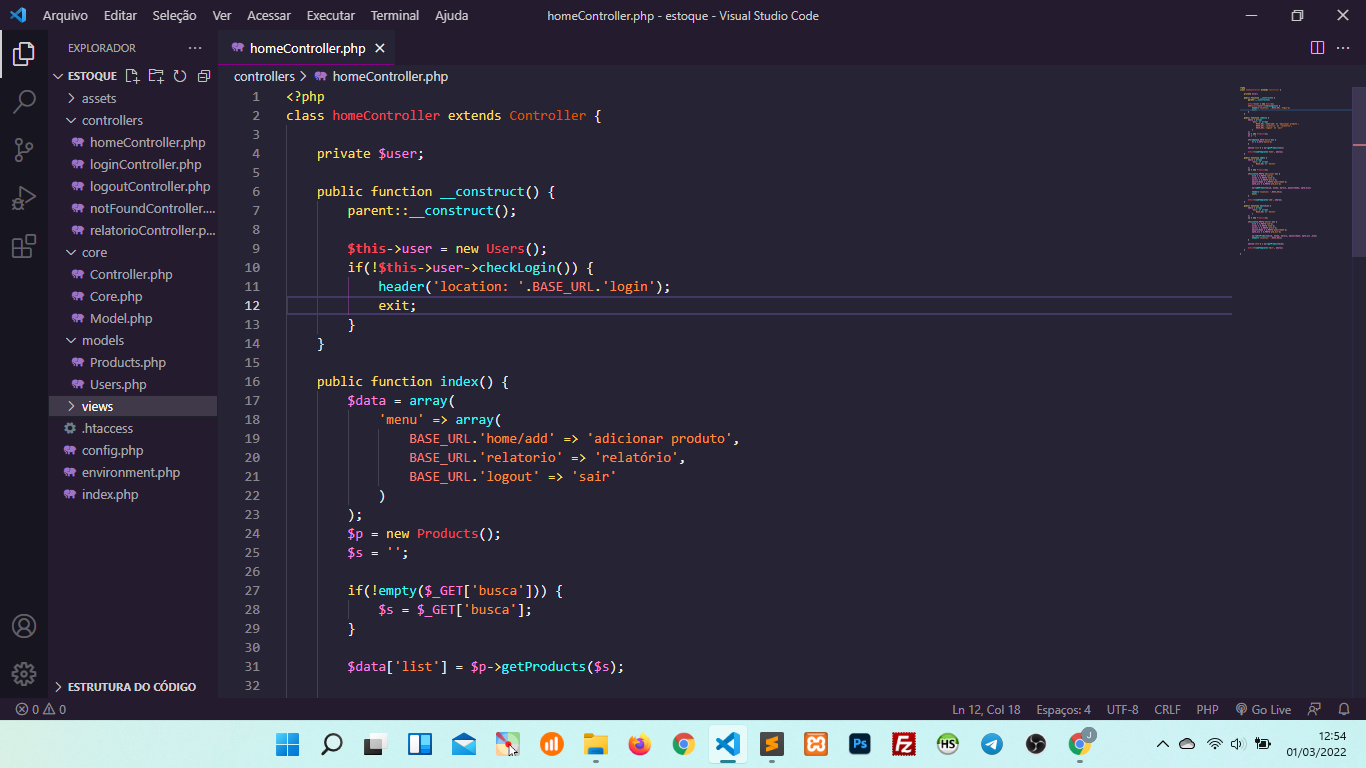 Arquivo Editar Seleção Ver Acessar Executar Terminal Ajuda homeController.php - estoque - Visual Studio Code
EXPLORADOR
ESTOQUE
assets
controllers
homeController.php
loginController.php
logoutController.php
notFoundController....
relatorioController.p...
core
Controller.php
Core.php
Model.php
models
Products.php
Users.php
views
.htaccess
config.php
environment.php
index.php
ESTRUTURA DO CÓDIGO
homeController.php
controllers > homeController.php
1 <?php
2 class homeController extends Controller {
3
4 private $user;
5
6 public function __construct() {
7 parent::__construct();
8
9 $this->user = new Users();
10 if(!$this->user->checkLogin()) {
11 header('location: '.BASE_URL.'login');
12 exit;
13 }
14 }
15
16 public function index() {
17 $data = array(
18 'menu' => array(
19 BASE_URL.'home/add' => 'adicionar produto',
20 BASE_URL.'relatorio' => 'relatório',
21 BASE_URL.'logout' => 'sair'
22 )
23 );
24 $p = new Products();
25 $s = '';
26
27 if(!empty($_GET['busca'])) {
28 $s = $_GET['busca'];
29 }
30
31 $data['list'] = $p->getProducts($s);
32
0 0 Ln 12, Col 18 Espaços: 4 UTF-8 CRLF PHP Go Live
Ps Fz HS J
12:54
01/03/2022